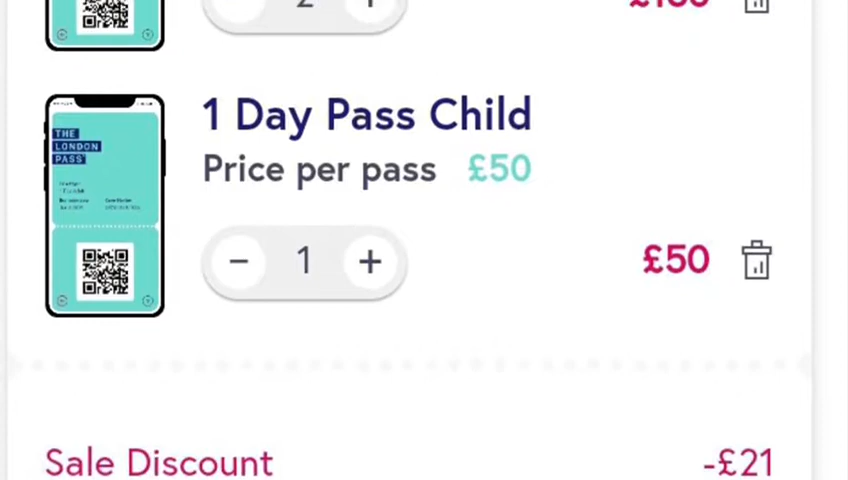 1 Day Pass Child
Price per pass £50
THE
LONDON
PASS
− 1 + £50
Sale Discount -£21